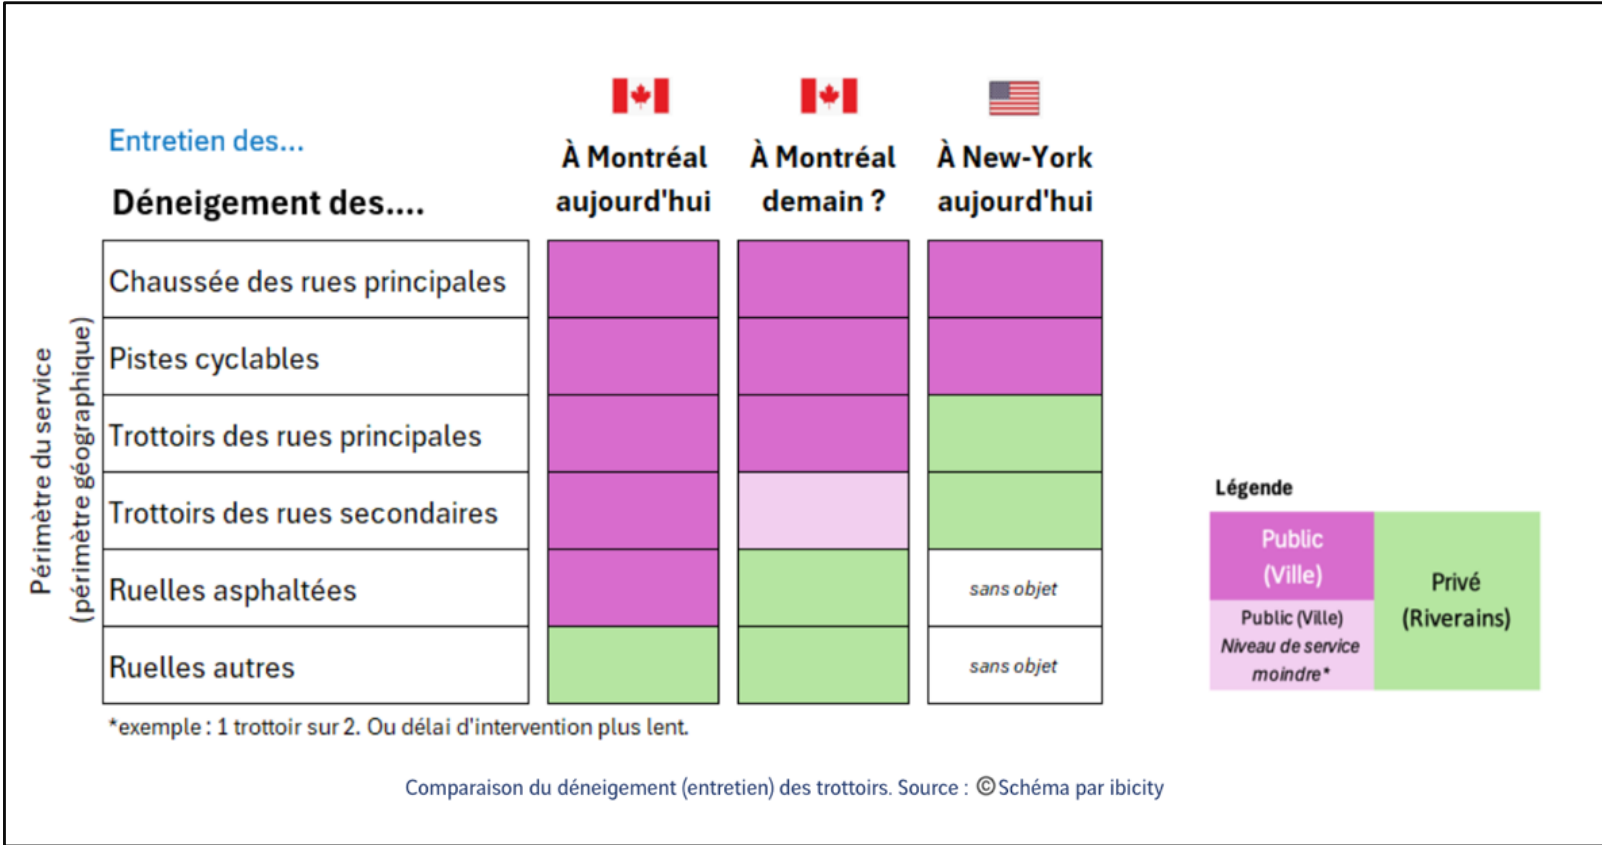 Entretien des...
Déneigement des....
À Montréal
aujourd'hui
À Montréal
demain ?
À New-York
aujourd'hui
Périmètre du service
(périmètre géographique)
Chaussée des rues principales
Pistes cyclables
Trottoirs des rues principales
Trottoirs des rues secondaires
Ruelles asphaltées
sans objet
Ruelles autres
sans objet
*exemple : 1 trottoir sur 2. Ou délai d'intervention plus lent.
Légende
Public
(Ville)
Public (Ville)
Niveau de service
moindre*
Privé
(Riverains)
Comparaison du déneigement (entretien) des trottoirs. Source : © Schéma par ibicity